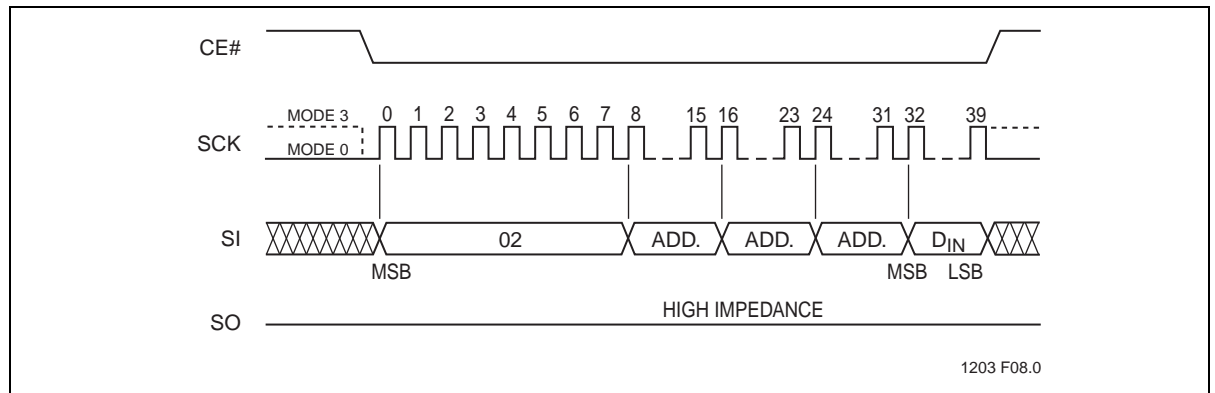 CE#
MODE 3
0 1 2 3 4 5 6 7 8 15 16 23 24 31 32 39
SCK
MODE 0
SI
02 ADD. ADD. ADD. DIN
MSB MSB LSB
HIGH IMPEDANCE
SO
1203 F08.0